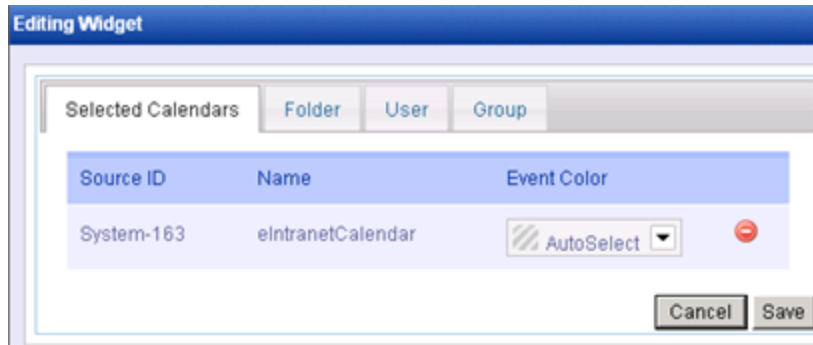 Editing Widget
Selected Calendars Folder User Group
Source ID Name Event Color
System-163 eIntranetCalendar AutoSelect
Cancel Save